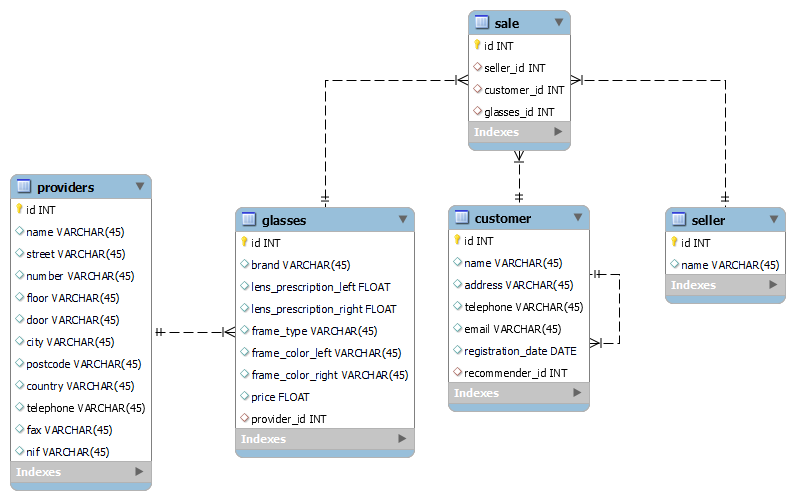 sale
id INT
seller_id INT
customer_id INT
glasses_id INT
Indexes
providers
id INT
name VARCHAR(45)
street VARCHAR(45)
number VARCHAR(45)
floor VARCHAR(45)
door VARCHAR(45)
city VARCHAR(45)
postcode VARCHAR(45)
country VARCHAR(45)
telephone VARCHAR(45)
fax VARCHAR(45)
nif VARCHAR(45)
Indexes
glasses
id INT
brand VARCHAR(45)
lens_prescription_left FLOAT
lens_prescription_right FLOAT
frame_type VARCHAR(45)
frame_color_left VARCHAR(45)
frame_color_right VARCHAR(45)
price FLOAT
provider_id INT
Indexes
customer
id INT
name VARCHAR(45)
address VARCHAR(45)
telephone VARCHAR(45)
email VARCHAR(45)
registration_date DATE
recommender_id INT
Indexes
seller
id INT
name VARCHAR(45)
Indexes